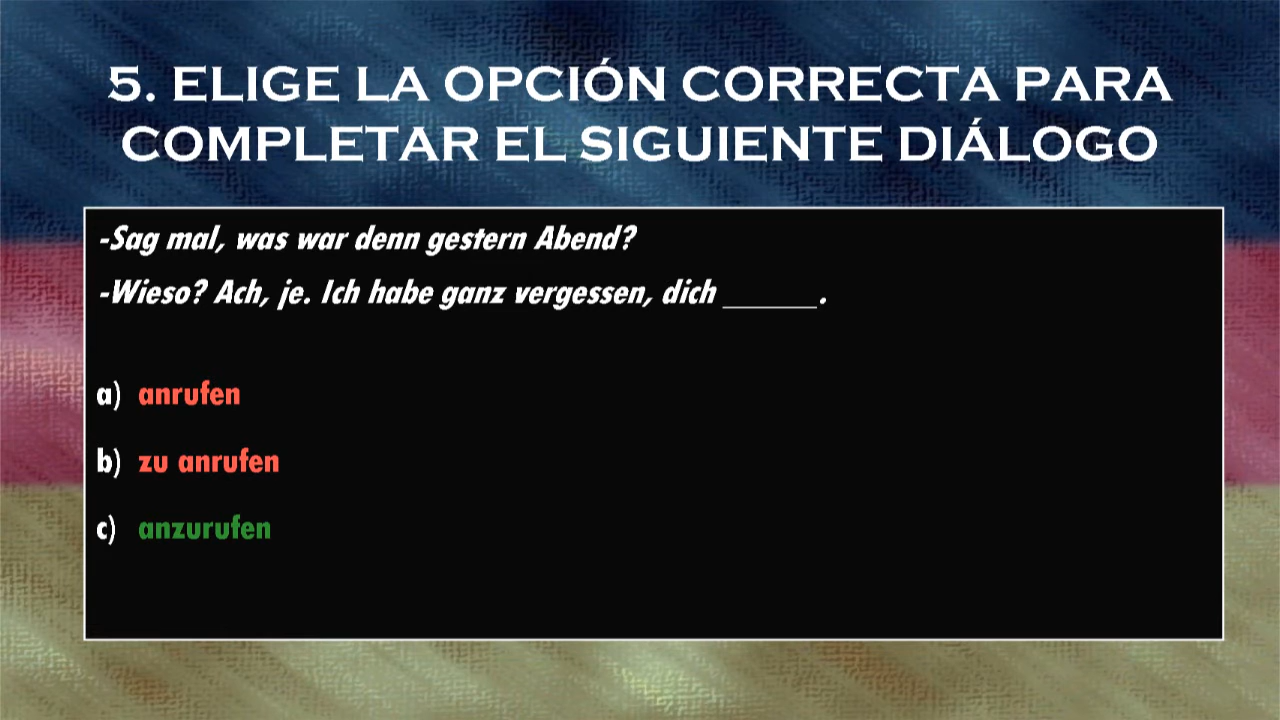 5. ELIGE LA OPCIÓN CORRECTA PARA
COMPLETAR EL SIGUIENTE DIÁLOGO
-Sag mal, was war denn gestern Abend?
-Wieso? Ach, je. Ich habe ganz vergessen, dich ______.
a) anrufen
b) zu anrufen
c) anzurufen